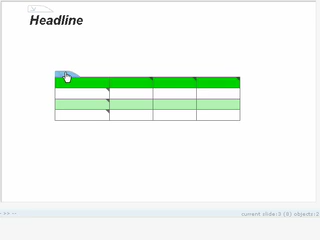 Headline
>> --
current slide:3 (8) objects:2